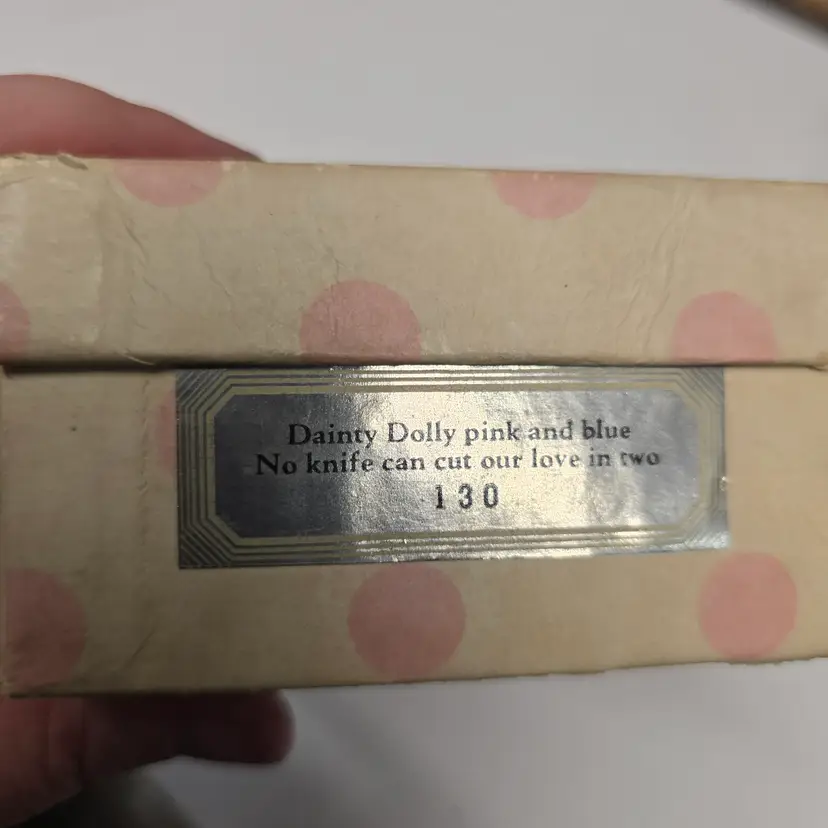 Dainty Dolly pink and blue
No knife can cut our love in two
130